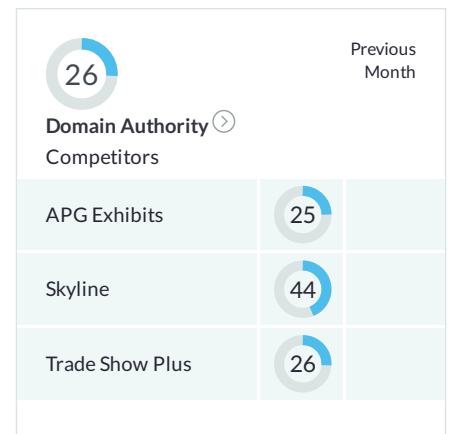 26
Previous
Month
Domain Authority
Competitors
APG Exhibits 25
Skyline 44
Trade Show Plus 26